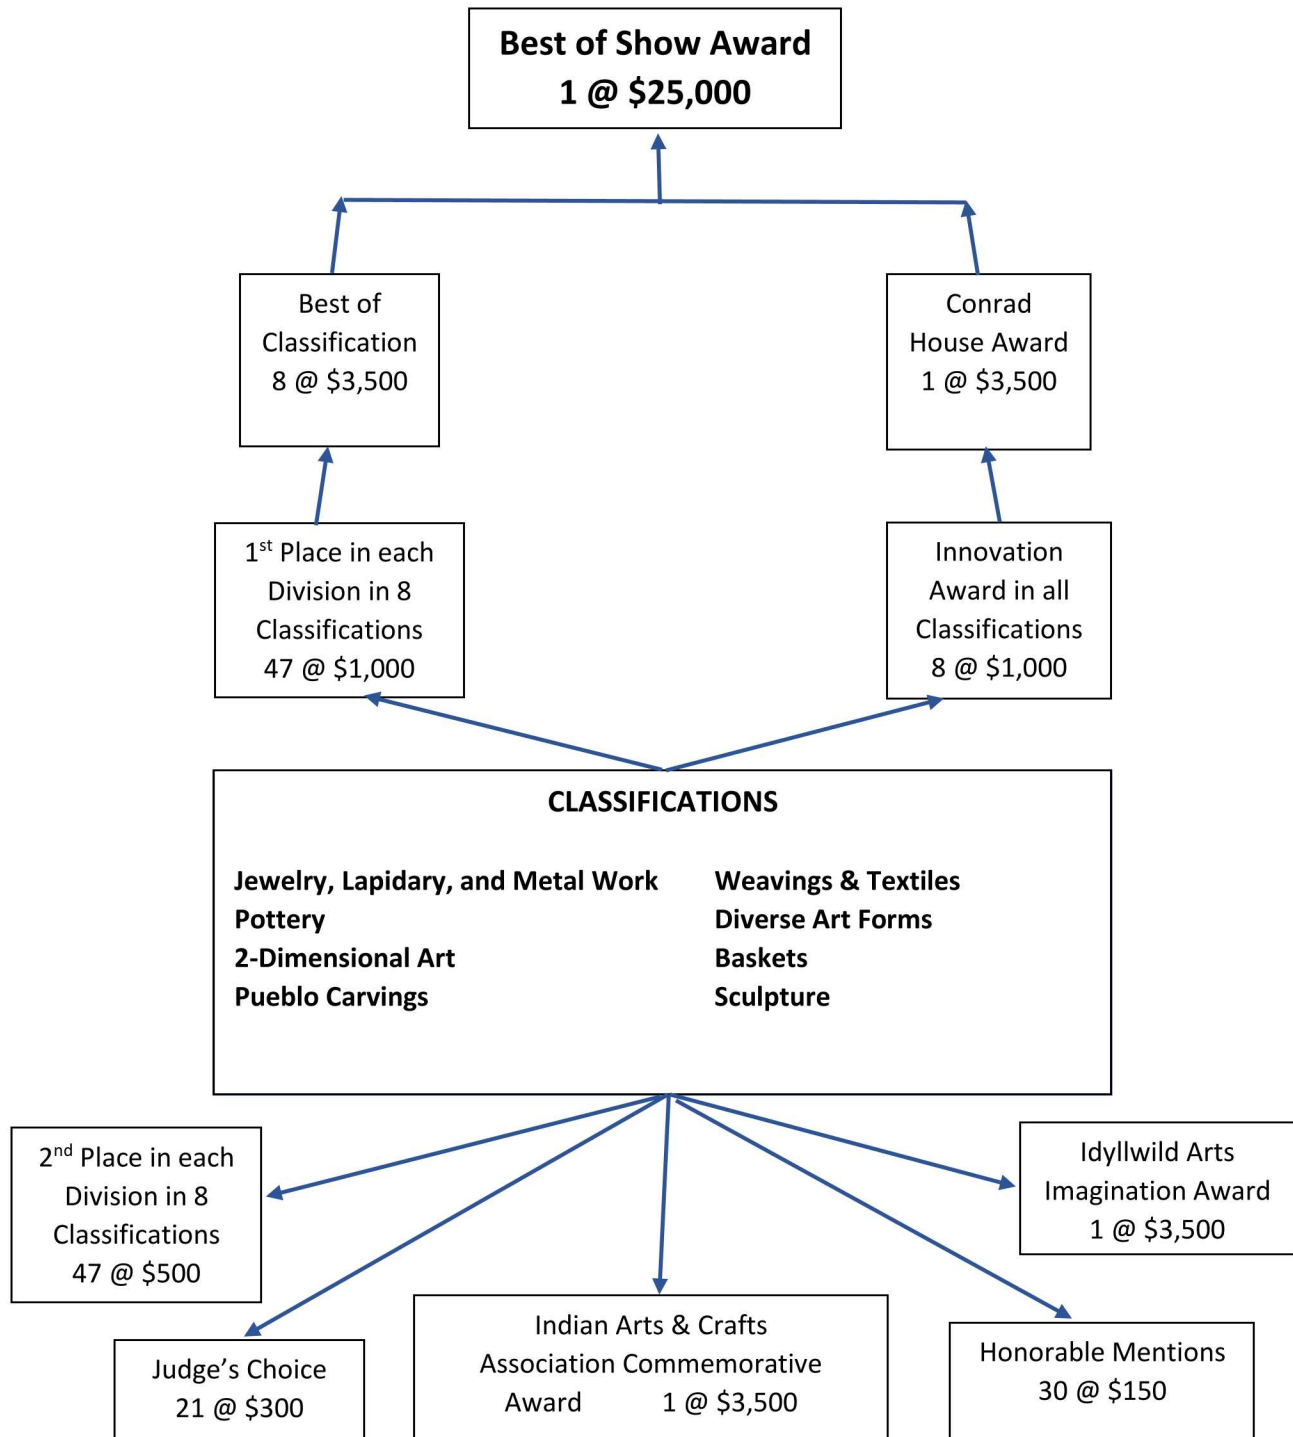 Best of Show Award
1 @ $25,000
Best of
Classification
8 @ $3,500
Conrad
House Award
1 @ $3,500
1st Place in each
Division in 8
Classifications
47 @ $1,000
Innovation
Award in all
Classifications
8 @ $1,000
CLASSIFICATIONS
Jewelry, Lapidary, and Metal Work
Pottery
2-Dimensional Art
Pueblo Carvings
Weavings & Textiles
Diverse Art Forms
Baskets
Sculpture
2nd Place in each
Division in 8
Classifications
47 @ $500
Idyllwild Arts
Imagination Award
1 @ $3,500
Judge’s Choice
21 @ $300
Indian Arts & Crafts
Association Commemorative
Award 1 @ $3,500
Honorable Mentions
30 @ $150